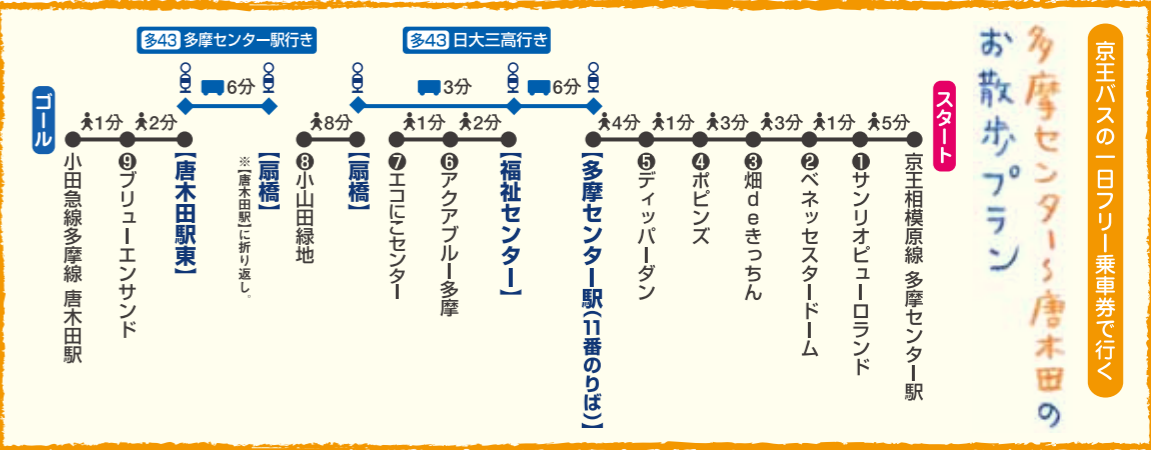 京王バスの一日フリー乗車券で行く
多摩センター〜唐木田の
お散歩プラン
スタート
京王相模原線 多摩センター駅
5分
❶サンリオピューロランド
1分
❷ベネッセスタードーム
3分
❸畑deきっちん
3分
❹ポピンズ
1分
❺ディッパーダン
4分
【多摩センター駅(11番のりば)】
多43 日大三高行き
6分
【福祉センター】
2分
❻アクアブルー多摩
1分
❼エコにこセンター
3分
【扇橋】
8分
❽小山田緑地
【扇橋】
※【唐木田駅】に折り返し。
多43 多摩センター駅行き
6分
【唐木田駅東】
2分
❾ブリューエンサンド
1分
小田急線多摩線 唐木田駅
ゴール